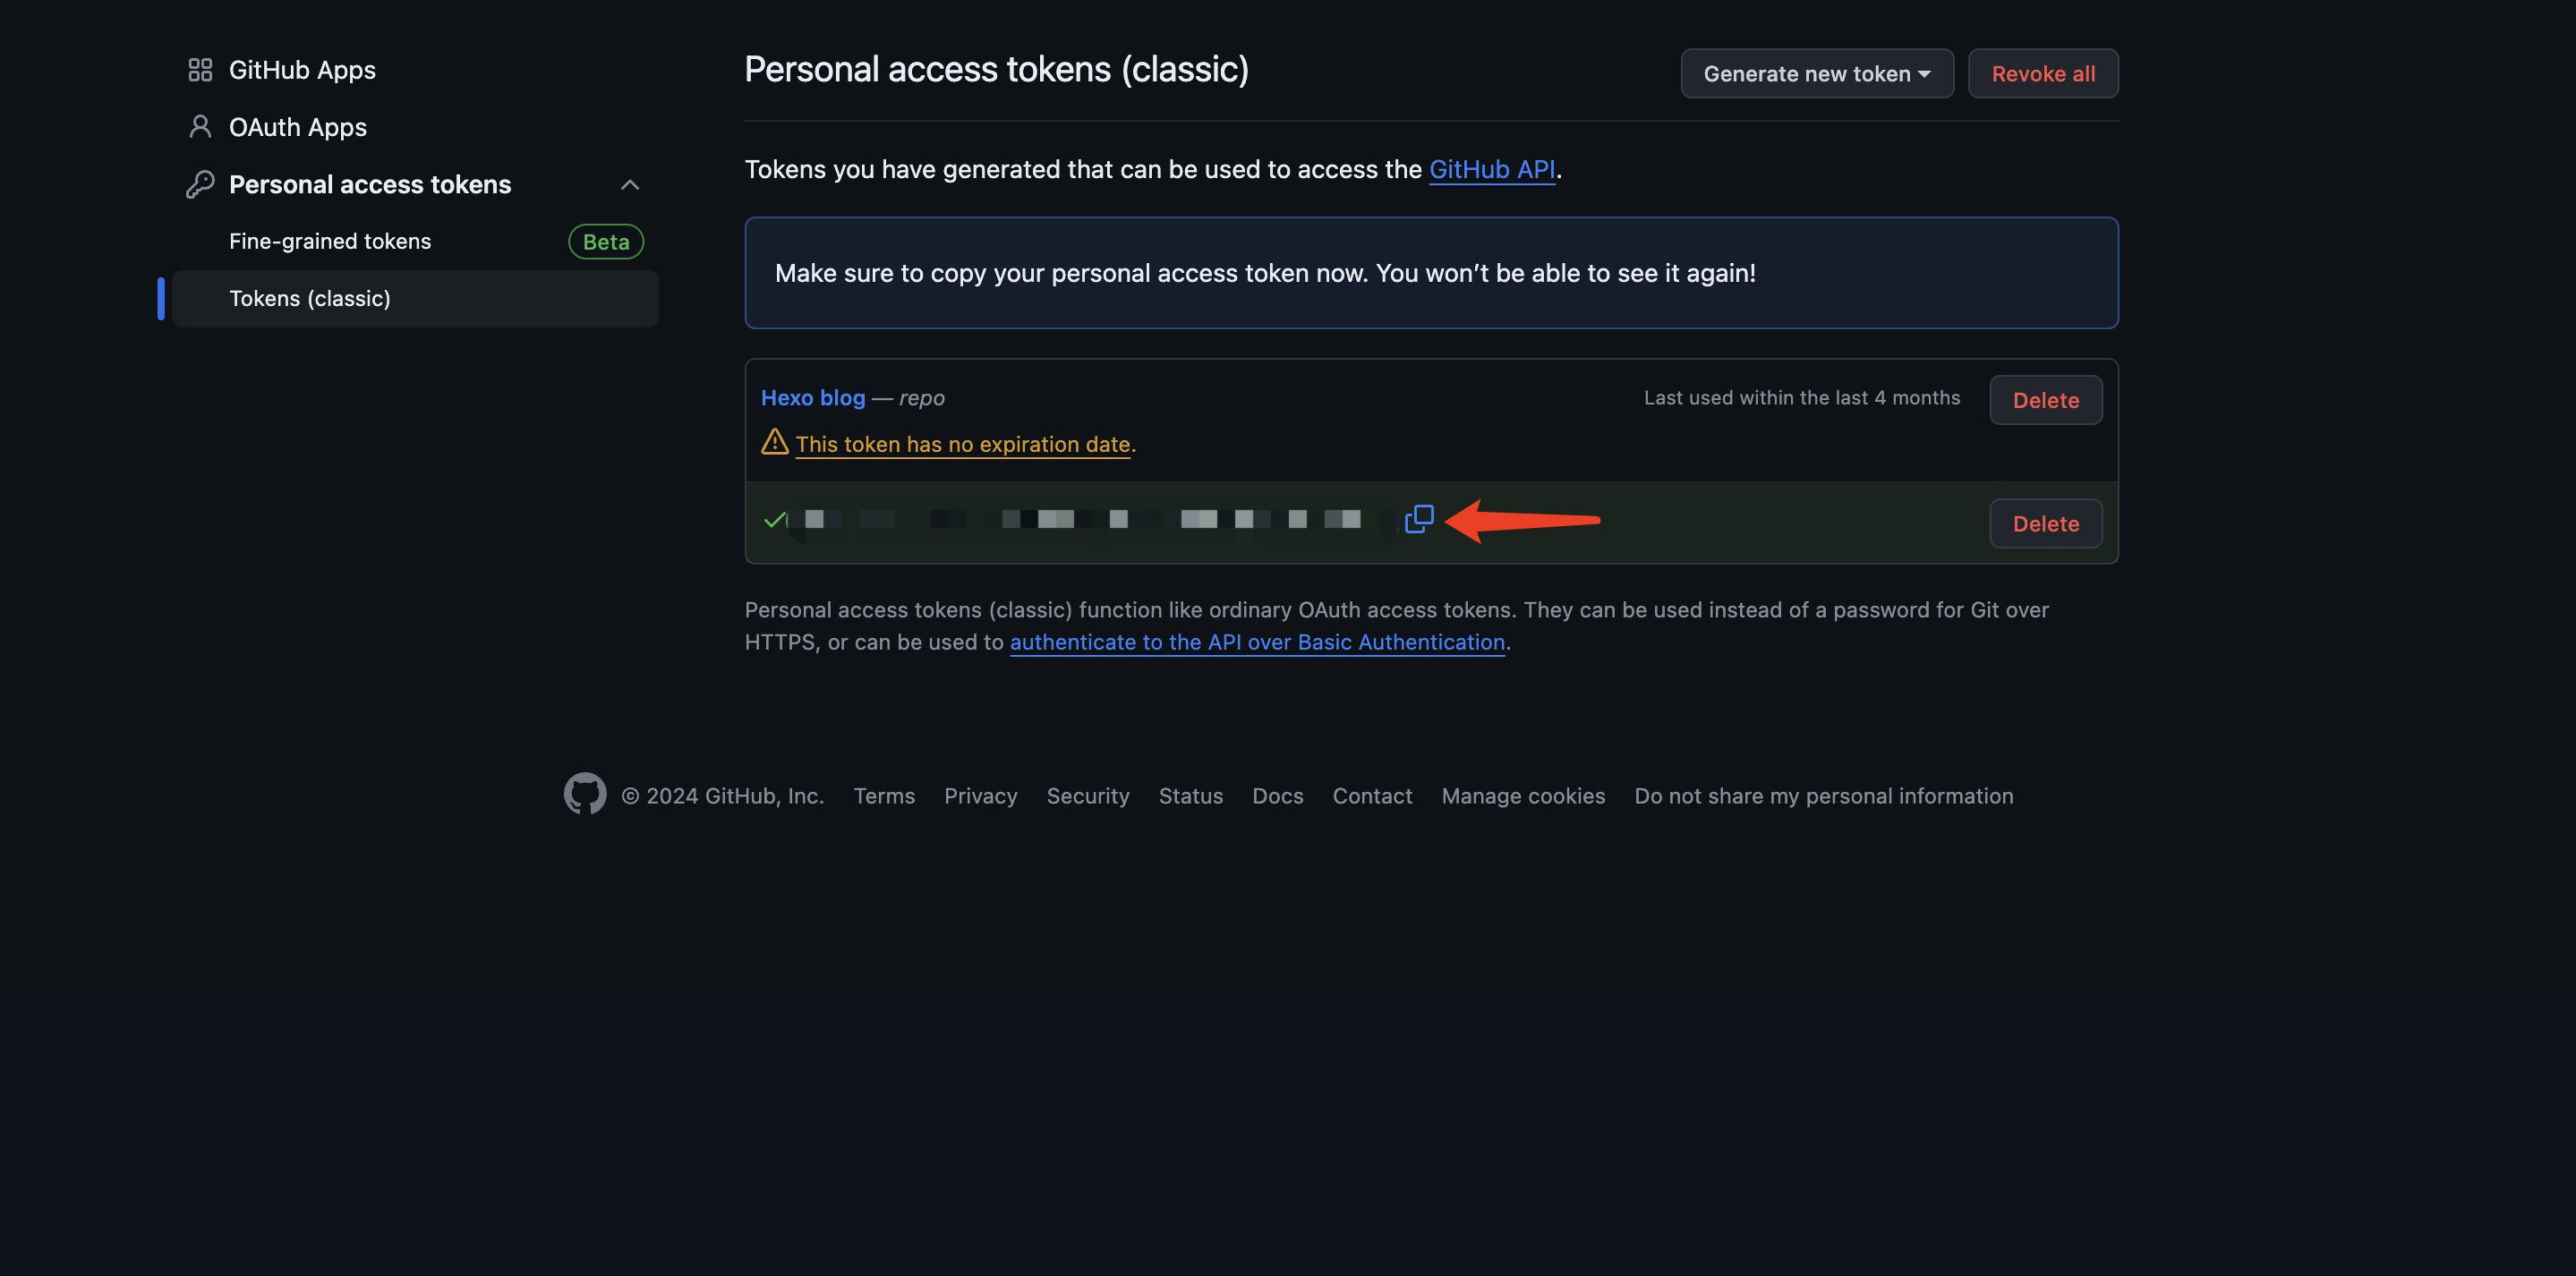 GitHub Apps
OAuth Apps
Personal access tokens
Fine-grained tokens Beta
Tokens (classic)
Personal access tokens (classic)
Generate new token
Revoke all
Tokens you have generated that can be used to access the GitHub API.
Make sure to copy your personal access token now. You won’t be able to see it again!
Hexo blog — repo
Last used within the last 4 months
Delete
This token has no expiration date.
Delete
Personal access tokens (classic) function like ordinary OAuth access tokens. They can be used instead of a password for Git over
HTTPS, or can be used to authenticate to the API over Basic Authentication.
© 2024 GitHub, Inc. Terms Privacy Security Status Docs Contact Manage cookies Do not share my personal information